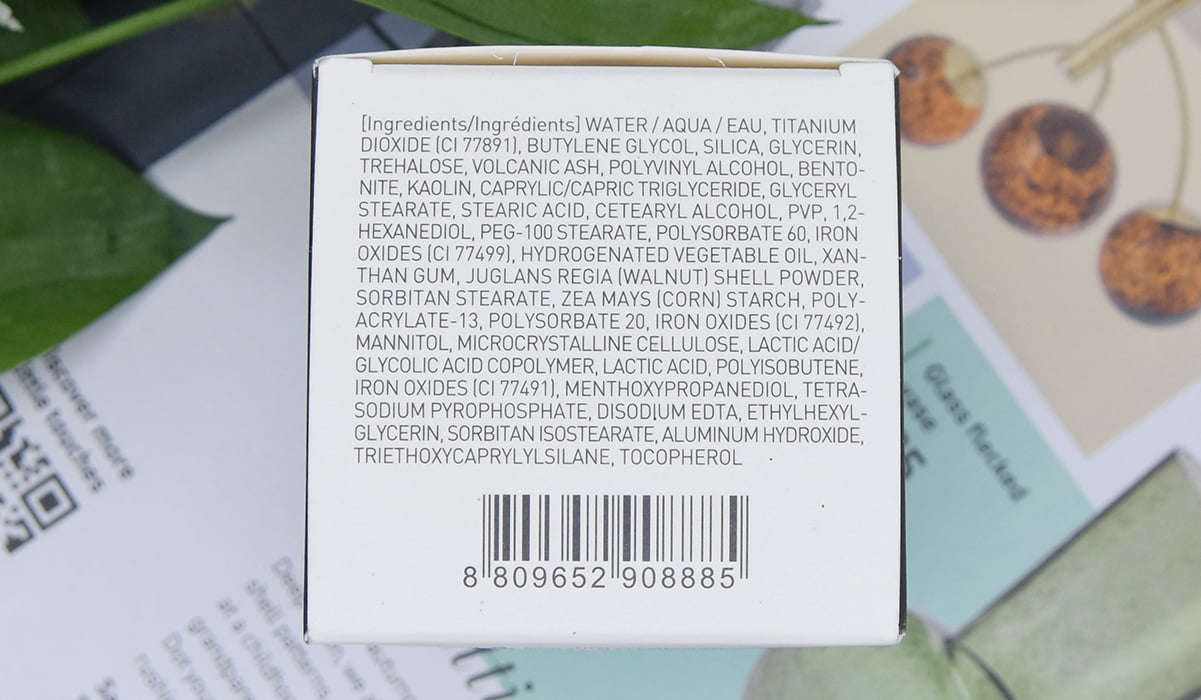 [Ingredients/Ingrédients] WATER / AQUA / EAU, TITANIUM
DIOXIDE (CI 77891), BUTYLENE GLYCOL, SILICA, GLYCERIN,
TREHALOSE, VOLCANIC ASH, POLYVINYL ALCOHOL, BENTO-
NITE, KAOLIN, CAPRYLIC/CAPRIC TRIGLYCERIDE, GLYCERYL
STEARATE, STEARIC ACID, CETEARYL ALCOHOL, PVP, 1,2-
HEXANEDIOL, PEG-100 STEARATE, POLYSORBATE 60, IRON
OXIDES (CI 77499), HYDROGENATED VEGETABLE OIL, XAN-
THAN GUM, JUGLANS REGIA (WALNUT) SHELL POWDER,
SORBITAN STEARATE, ZEA MAYS (CORN) STARCH, POLY-
ACRYLATE-13, POLYSORBATE 20, IRON OXIDES (CI 77492),
MANNITOL, MICROCRYSTALLINE CELLULOSE, LACTIC ACID/
GLYCOLIC ACID COPOLYMER, LACTIC ACID, POLYISOBUTENE,
IRON OXIDES (CI 77491), MENTHOXYPROPANEDIOL, TETRA-
SODIUM PYROPHOSPHATE, DISODIUM EDTA, ETHYLHEXYL-
GLYCERIN, SORBITAN ISOSTEARATE, ALUMINUM HYDROXIDE,
TRIETHOXYCAPRYLYLSILANE, TOCOPHEROL
8 809652 908885
more
touches
Glass flecked
shell patterns
at a